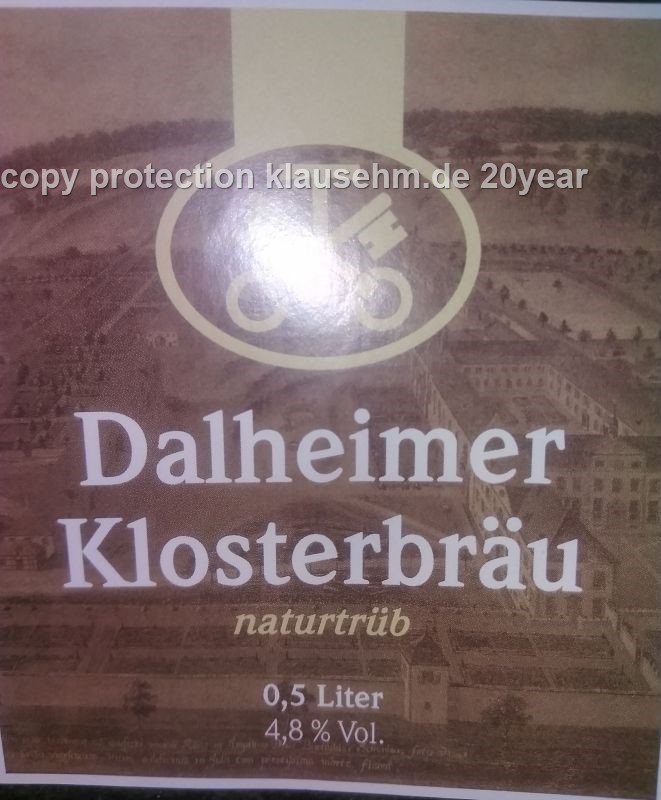 copy protection klausehm.de 20year
Dalheimer
Klosterbräu
naturtrüb
0,5 Liter
4,8 % Vol.